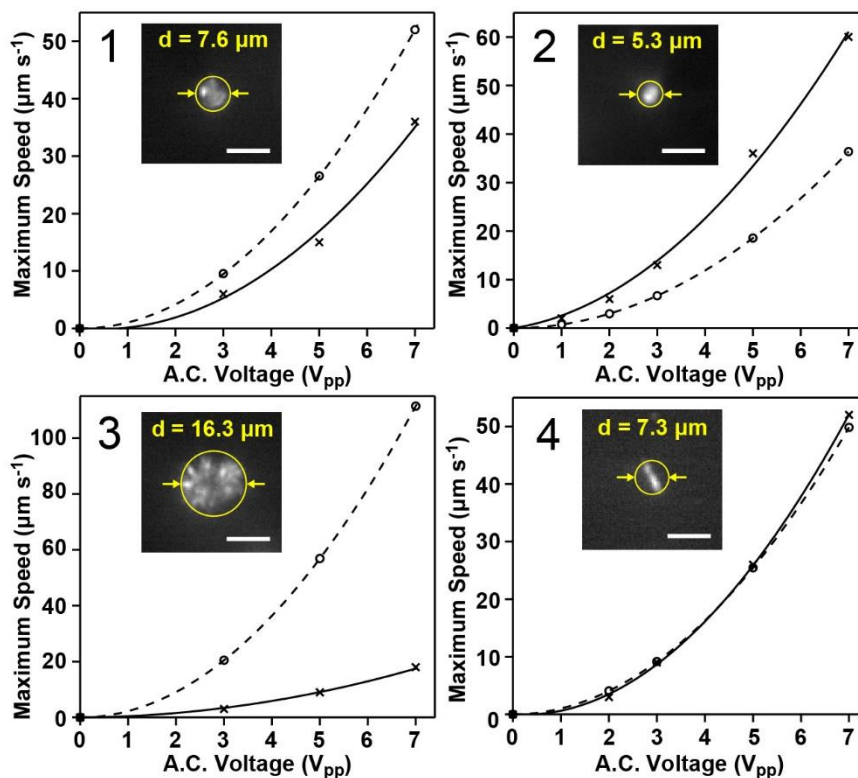 1
d = 7.6 μm
Maximum Speed (μm s⁻¹)
50
40
30
20
10
0
0 1 2 3 4 5 6 7
A.C. Voltage (Vpp)
2
d = 5.3 μm
Maximum Speed (μm s⁻¹)
60
50
40
30
20
10
0
0 1 2 3 4 5 6 7
A.C. Voltage (Vpp)
3
d = 16.3 μm
Maximum Speed (μm s⁻¹)
100
80
60
40
20
0
0 1 2 3 4 5 6 7
A.C. Voltage (Vpp)
4
d = 7.3 μm
Maximum Speed (μm s⁻¹)
50
40
30
20
10
0
0 1 2 3 4 5 6 7
A.C. Voltage (Vpp)